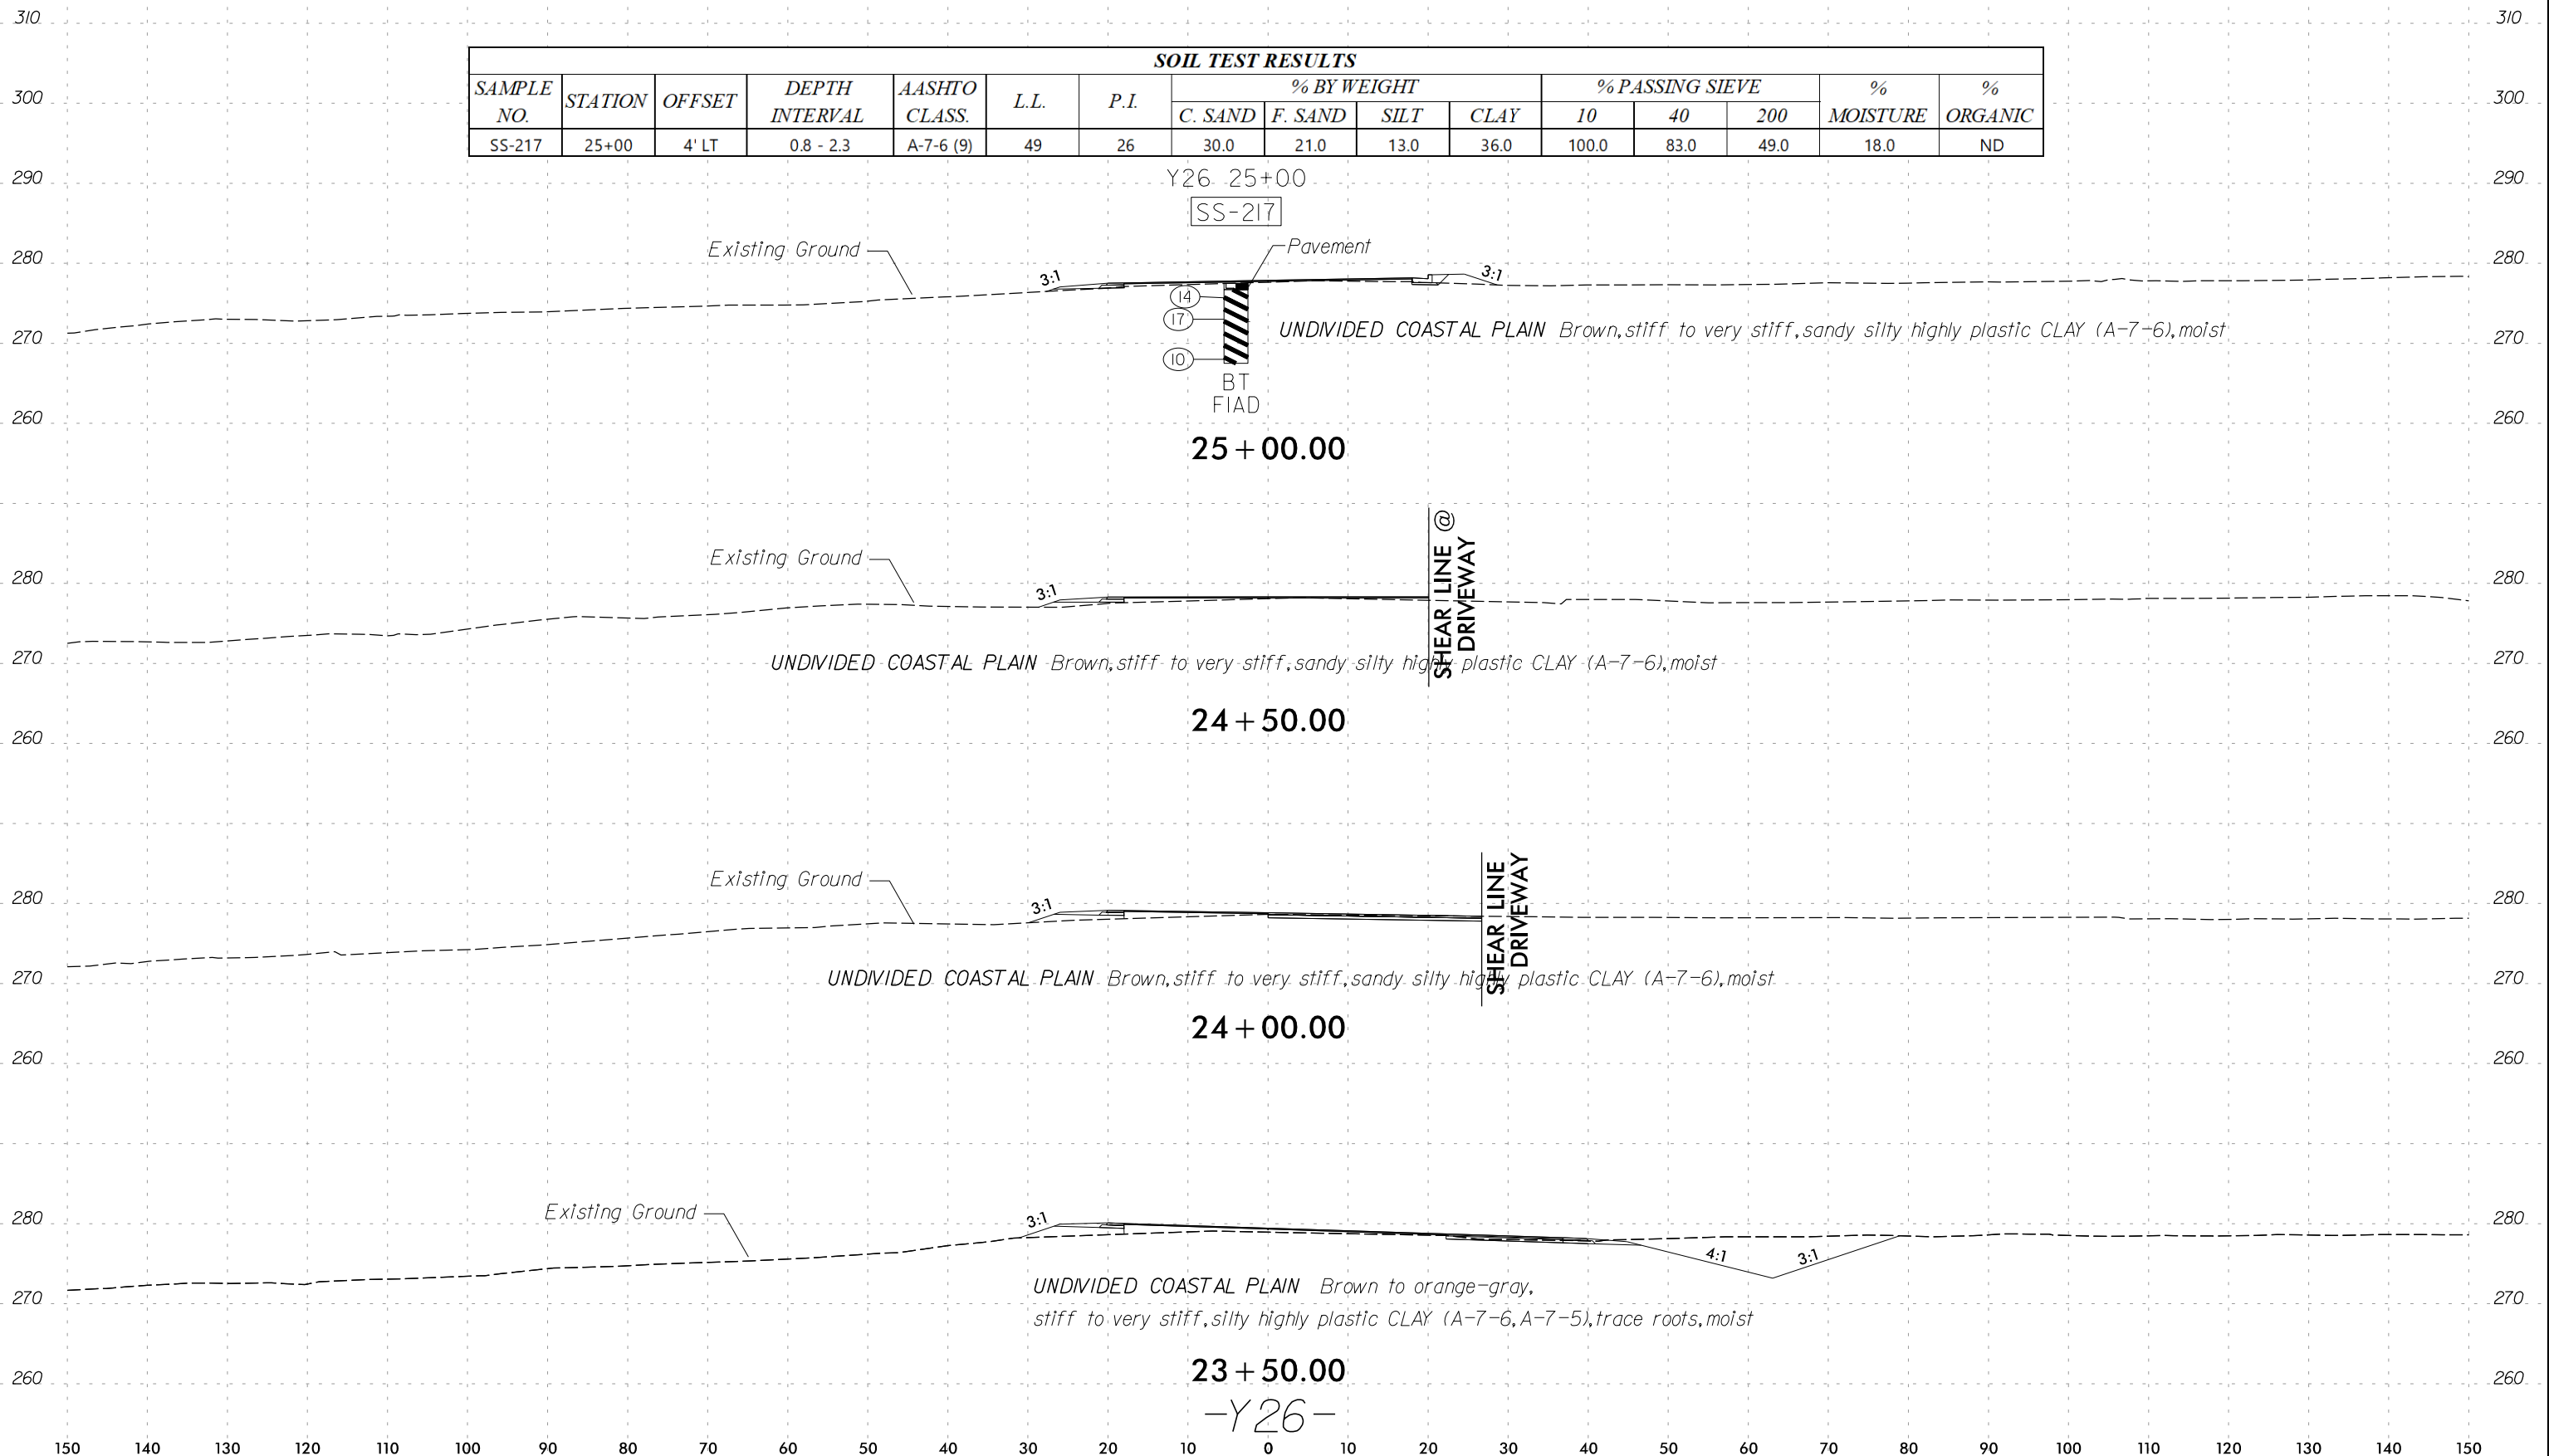 310 310
SOIL TEST RESULTS
SAMPLE NO. STATION OFFSET DEPTH INTERVAL AASHTO CLASS. L.L. P.I. % BY WEIGHT % PASSING SIEVE % MOISTURE % ORGANIC
C. SAND F. SAND SILT CLAY 10 40 200
SS-217 25+00 4' LT 0.8 - 2.3 A-7-6 (9) 49 26 30.0 21.0 13.0 36.0 100.0 83.0 49.0 18.0 ND
300 300
290 290
Y26 25+00
SS-217
Existing Ground
Pavement
280 280
3:1 3:1
14
17
10
UNDIVIDED COASTAL PLAIN Brown, stiff to very stiff, sandy silty highly plastic CLAY (A-7-6), moist
270 270
BT
FIAD
260 260
25+00.00
SHEAR LINE @
DRIVEWAY
Existing Ground
280 280
3:1
UNDIVIDED COASTAL PLAIN Brown, stiff to very stiff, sandy silty highly plastic CLAY (A-7-6), moist
270 270
24+50.00
260 260
SHEAR LINE
DRIVEWAY
Existing Ground
280 280
3:1
UNDIVIDED COASTAL PLAIN Brown, stiff to very stiff, sandy silty highly plastic CLAY (A-7-6), moist
270 270
24+00.00
260 260
Existing Ground
280 280
3:1 4:1 3:1
UNDIVIDED COASTAL PLAIN Brown to orange-gray,
270 270
stiff to very stiff, silty highly plastic CLAY (A-7-6, A-7-5), trace roots, moist
23+50.00
260 260
-Y26-
150 140 130 120 110 100 90 80 70 60 50 40 30 20 10 0 10 20 30 40 50 60 70 80 90 100 110 120 130 140 150